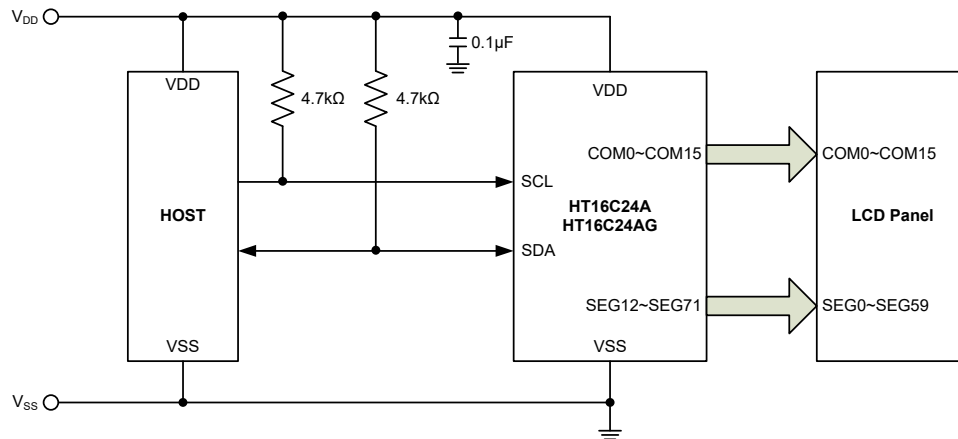 VDD
0.1µF
VDD
4.7kΩ
4.7kΩ
VDD
COM0~COM15
COM0~COM15
SCL
HOST
HT16C24A
HT16C24AG
LCD Panel
SDA
SEG12~SEG71
SEG0~SEG59
VSS
VSS
VSS